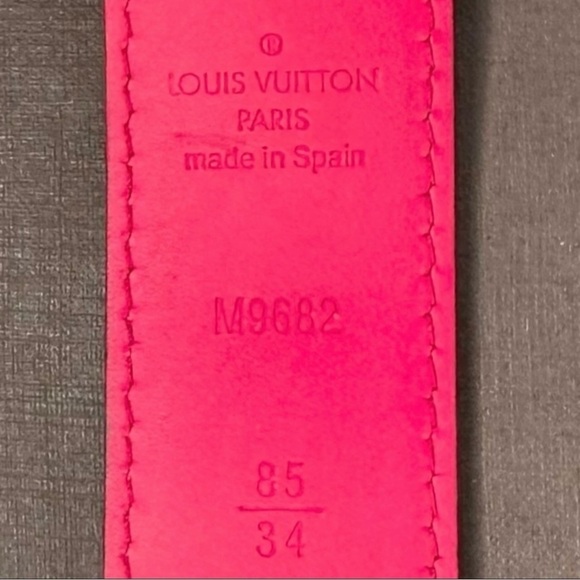 LOUIS VUITTON
PARIS
made in Spain
M9682
85
34